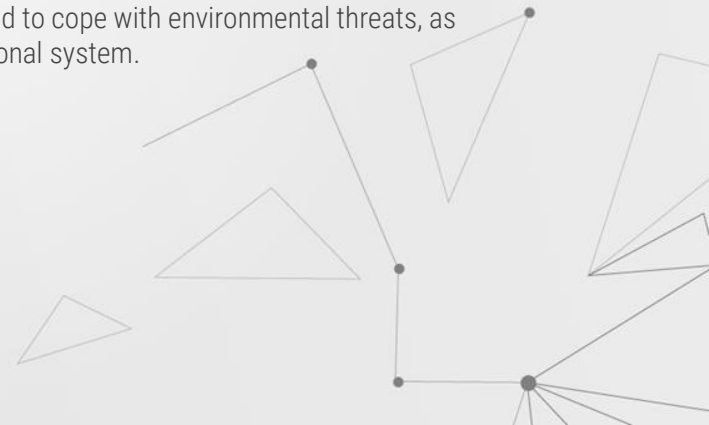 d to cope with environmental threats, as
onal system.